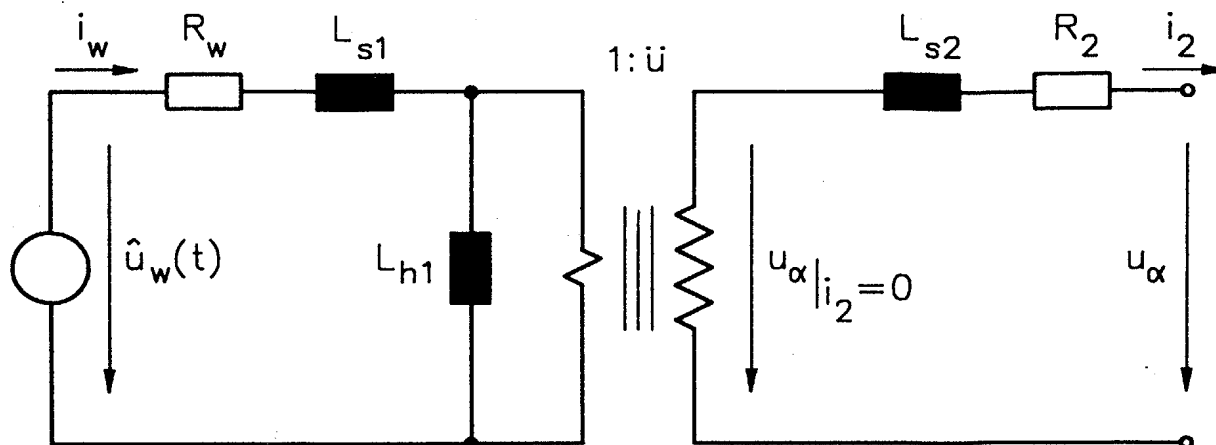 i_w
R_w
L_s1
1:ü
L_s2
R_2
i_2
û_w(t)
L_h1
u_α|i_2=0
u_α